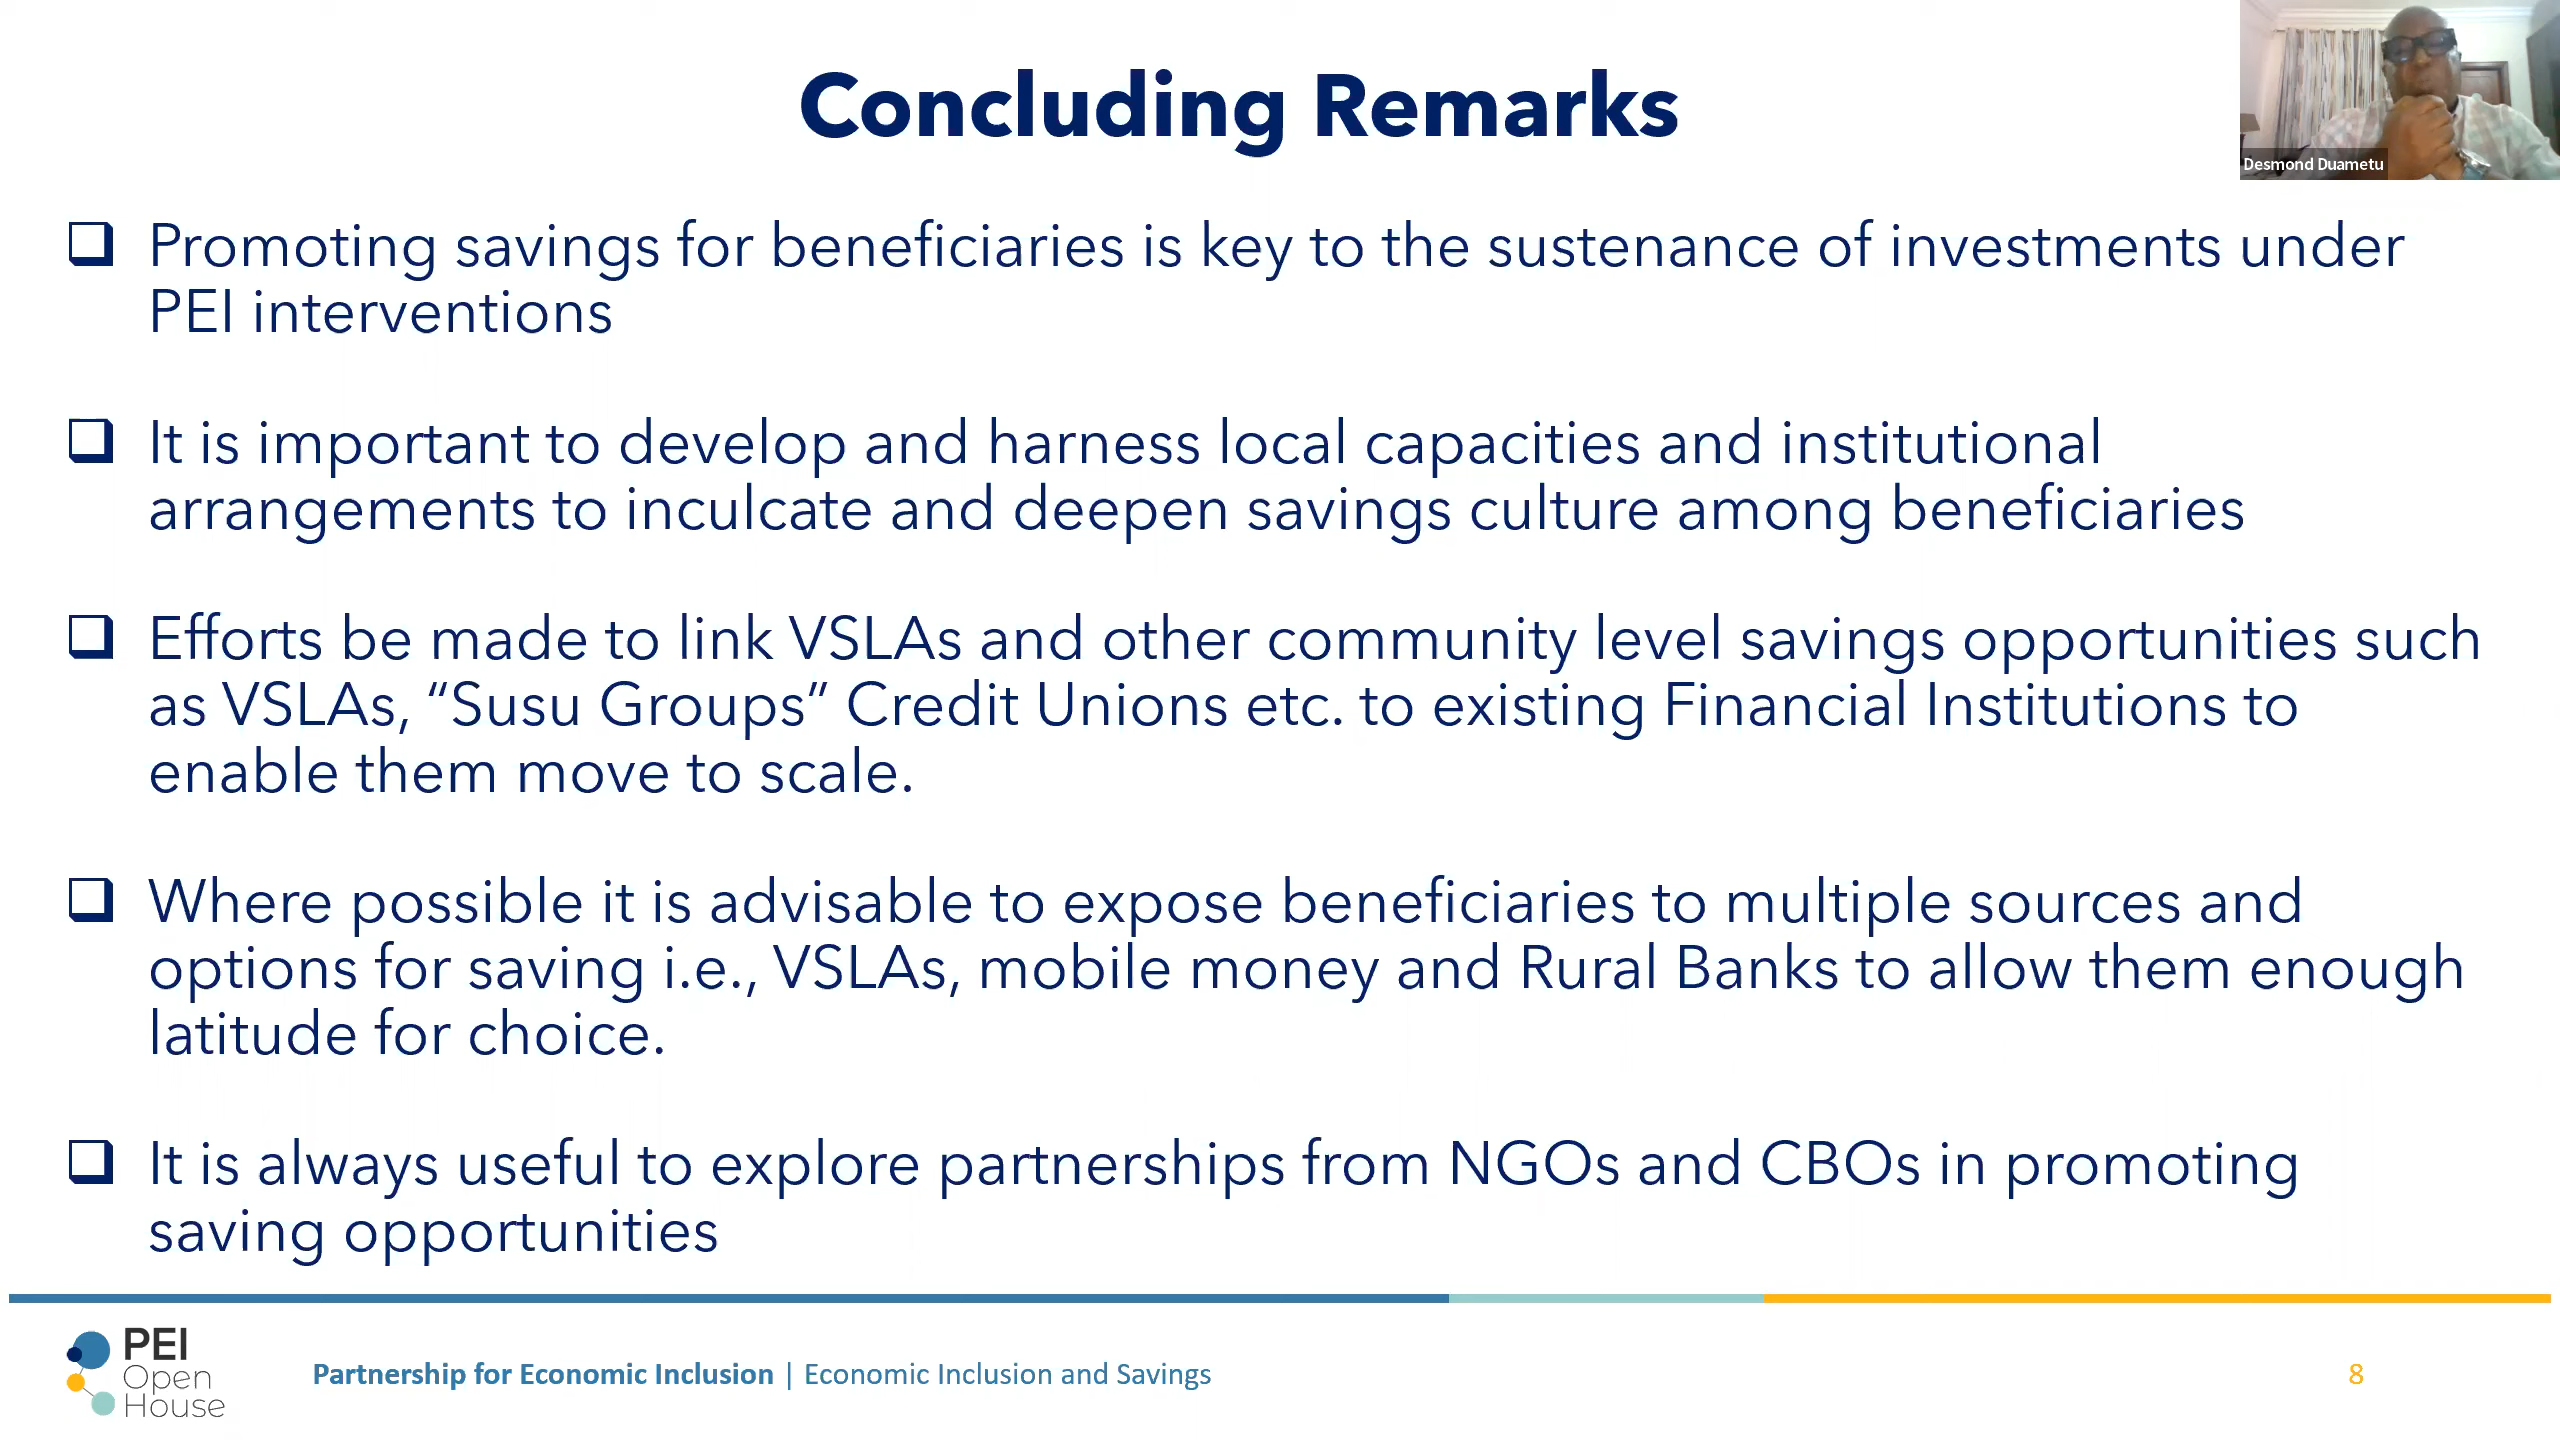 Concluding Remarks
Desmond Duametu
Promoting savings for beneficiaries is key to the sustenance of investments under
PEI interventions
It is important to develop and harness local capacities and institutional
arrangements to inculcate and deepen savings culture among beneficiaries
Efforts be made to link VSLAs and other community level savings opportunities such
as VSLAs, “Susu Groups” Credit Unions etc. to existing Financial Institutions to
enable them move to scale.
Where possible it is advisable to expose beneficiaries to multiple sources and
options for saving i.e., VSLAs, mobile money and Rural Banks to allow them enough
latitude for choice.
It is always useful to explore partnerships from NGOs and CBOs in promoting
saving opportunities
PEI
Open
House
Partnership for Economic Inclusion | Economic Inclusion and Savings
8